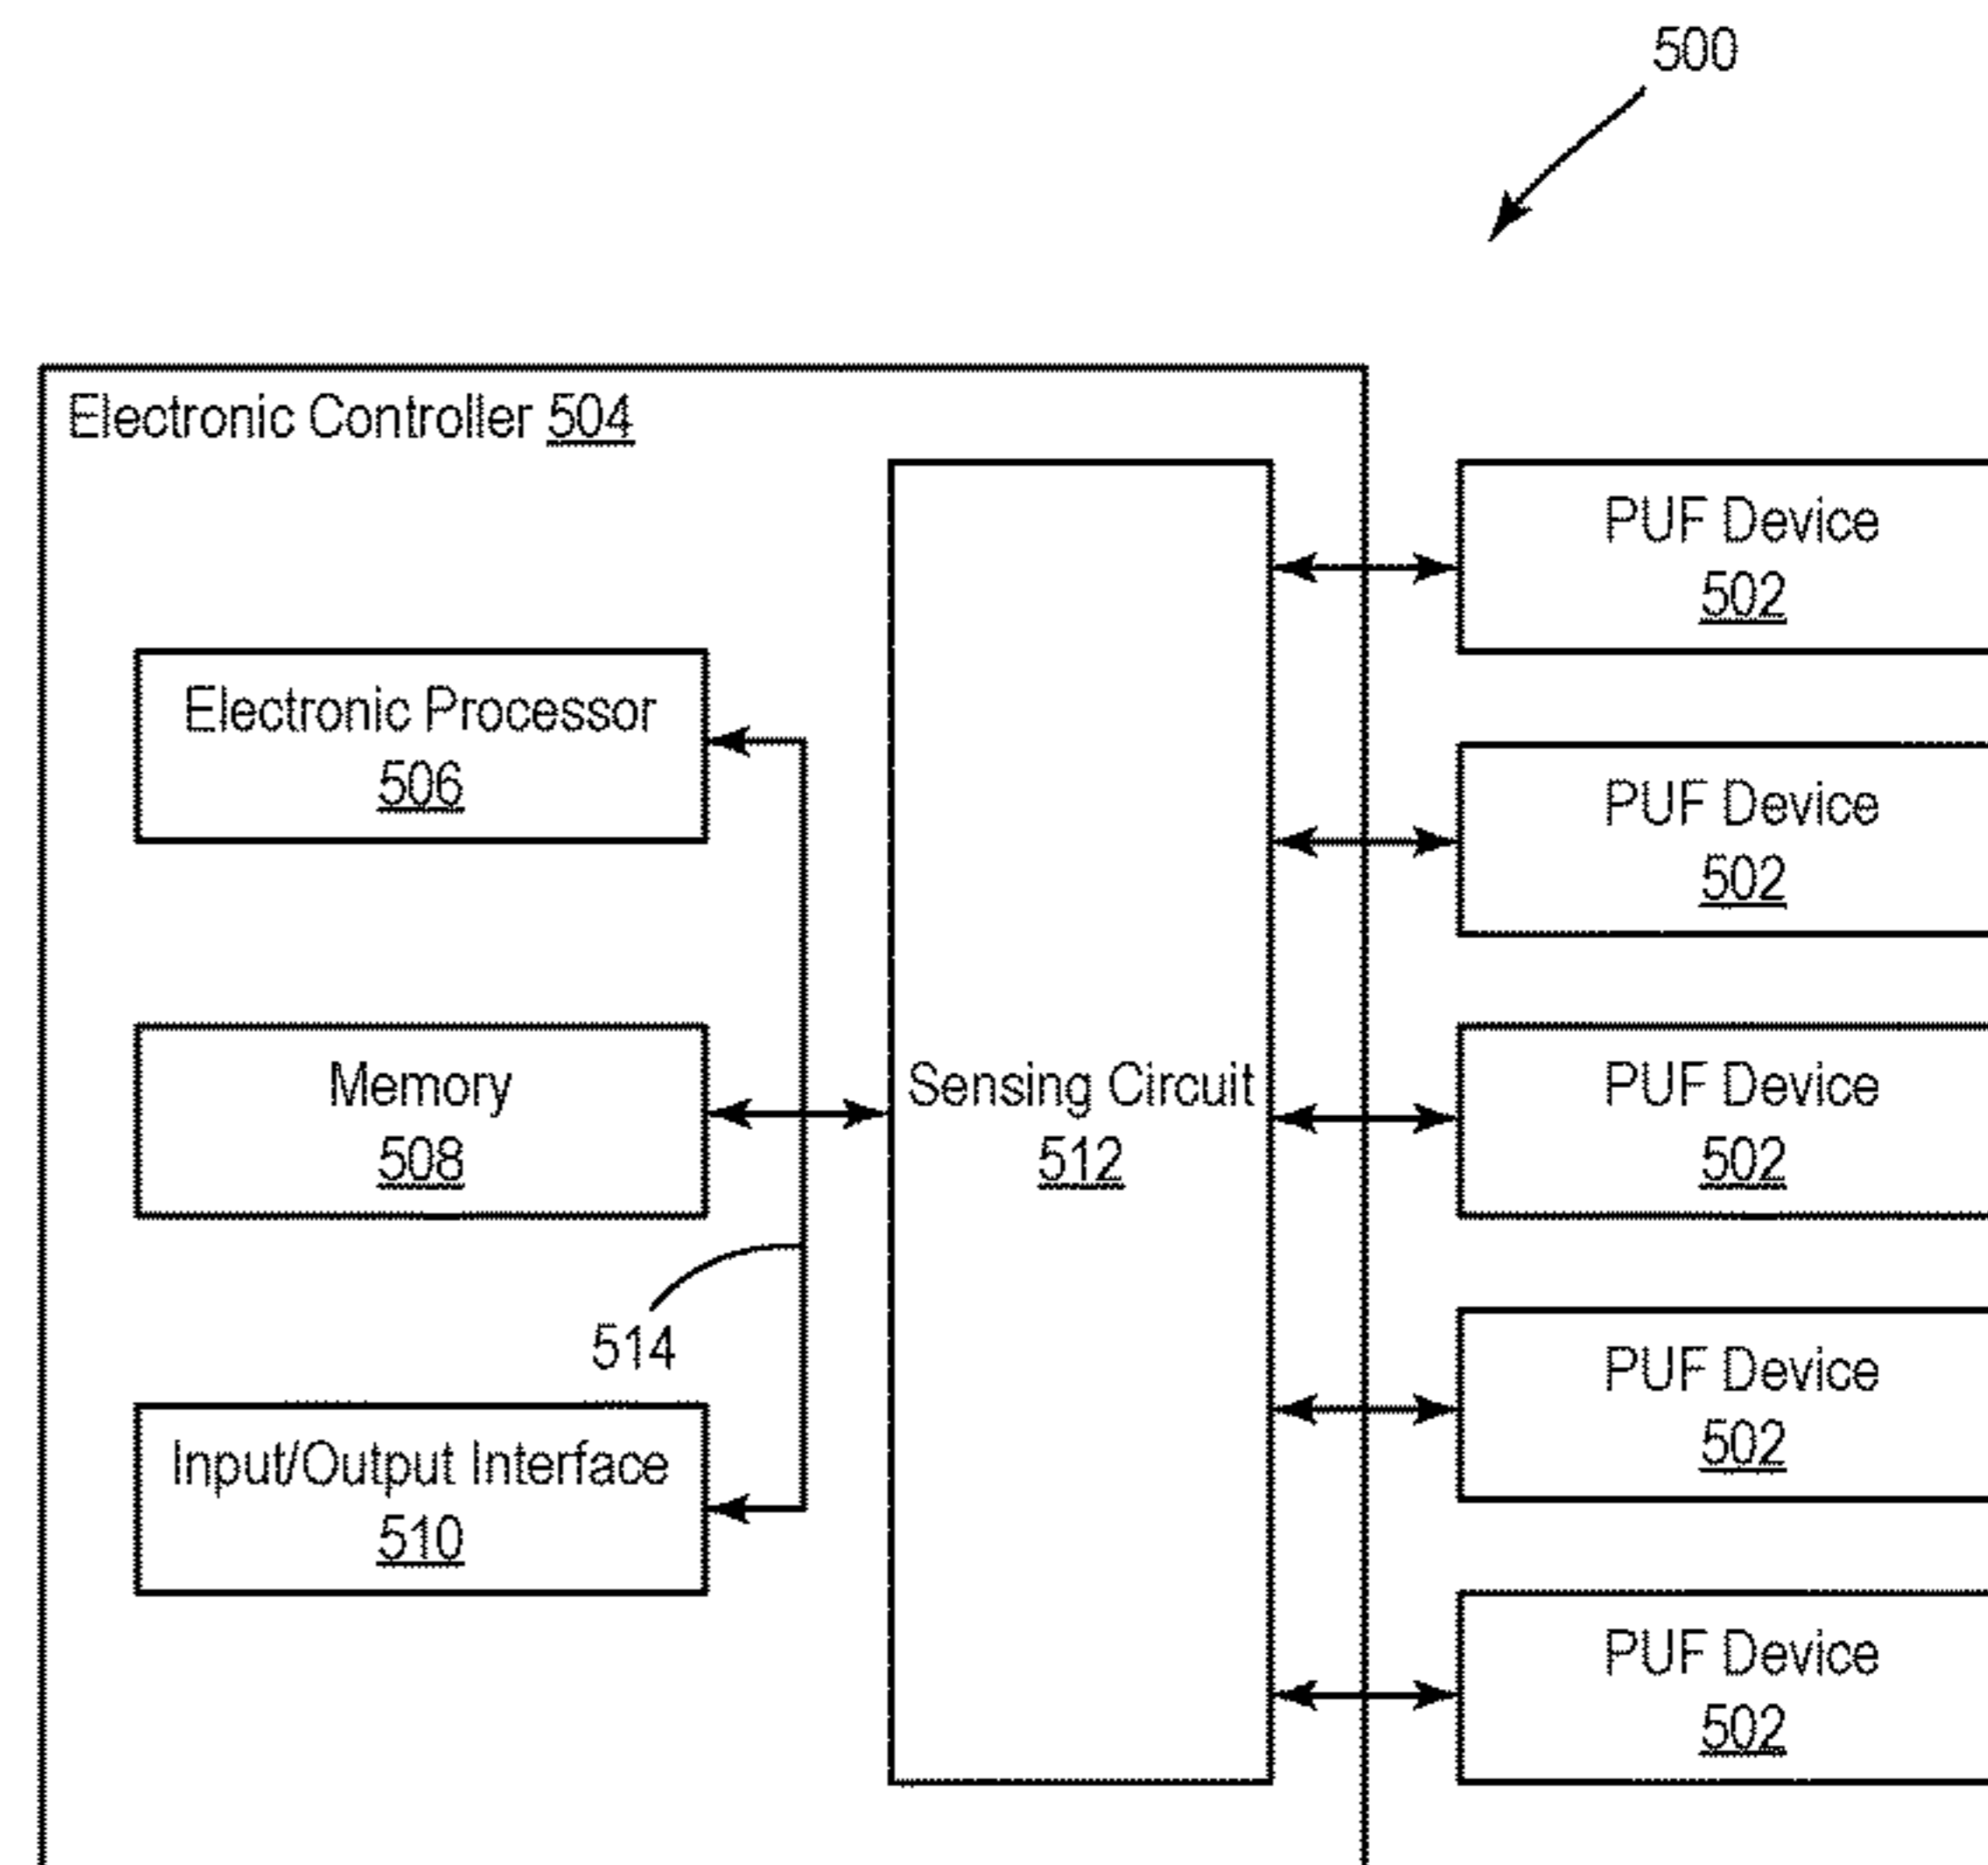 500
Electronic Controller 504
PUF Device
502
Electronic Processor
506
PUF Device
502
Memory
508
Sensing Circuit
512
PUF Device
502
514
PUF Device
502
Input/Output Interface
510
PUF Device
502